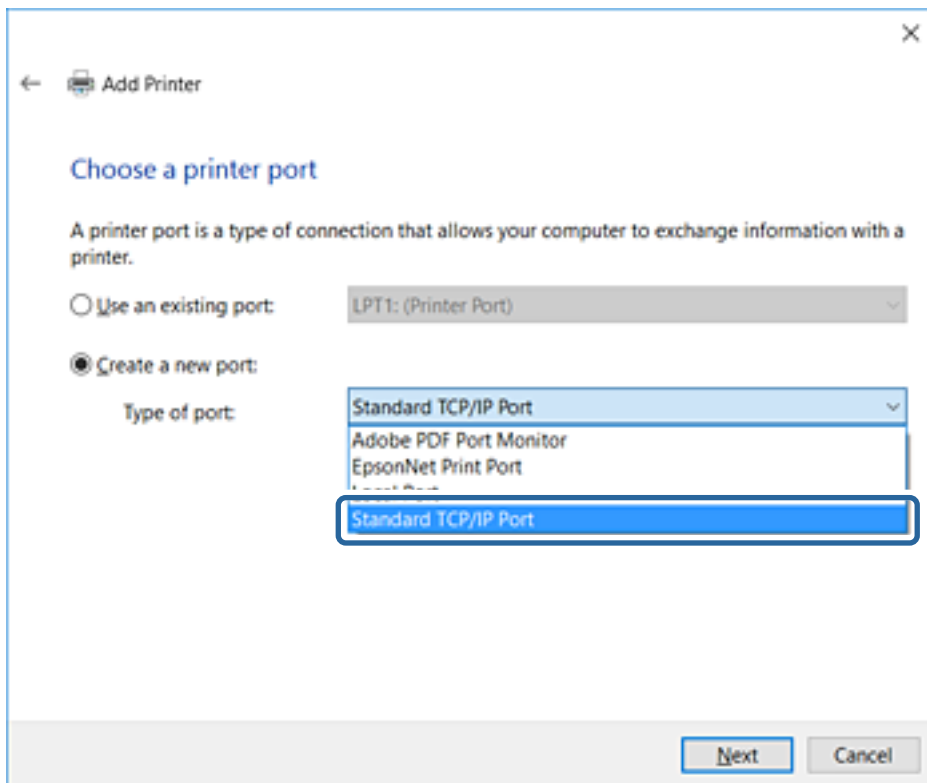 Add Printer
Choose a printer port
A printer port is a type of connection that allows your computer to exchange information with a
printer.
Use an existing port:
LPT1: (Printer Port)
Create a new port:
Type of port:
Standard TCP/IP Port
Adobe PDF Port Monitor
EpsonNet Print Port
Local Port
Standard TCP/IP Port
Next
Cancel